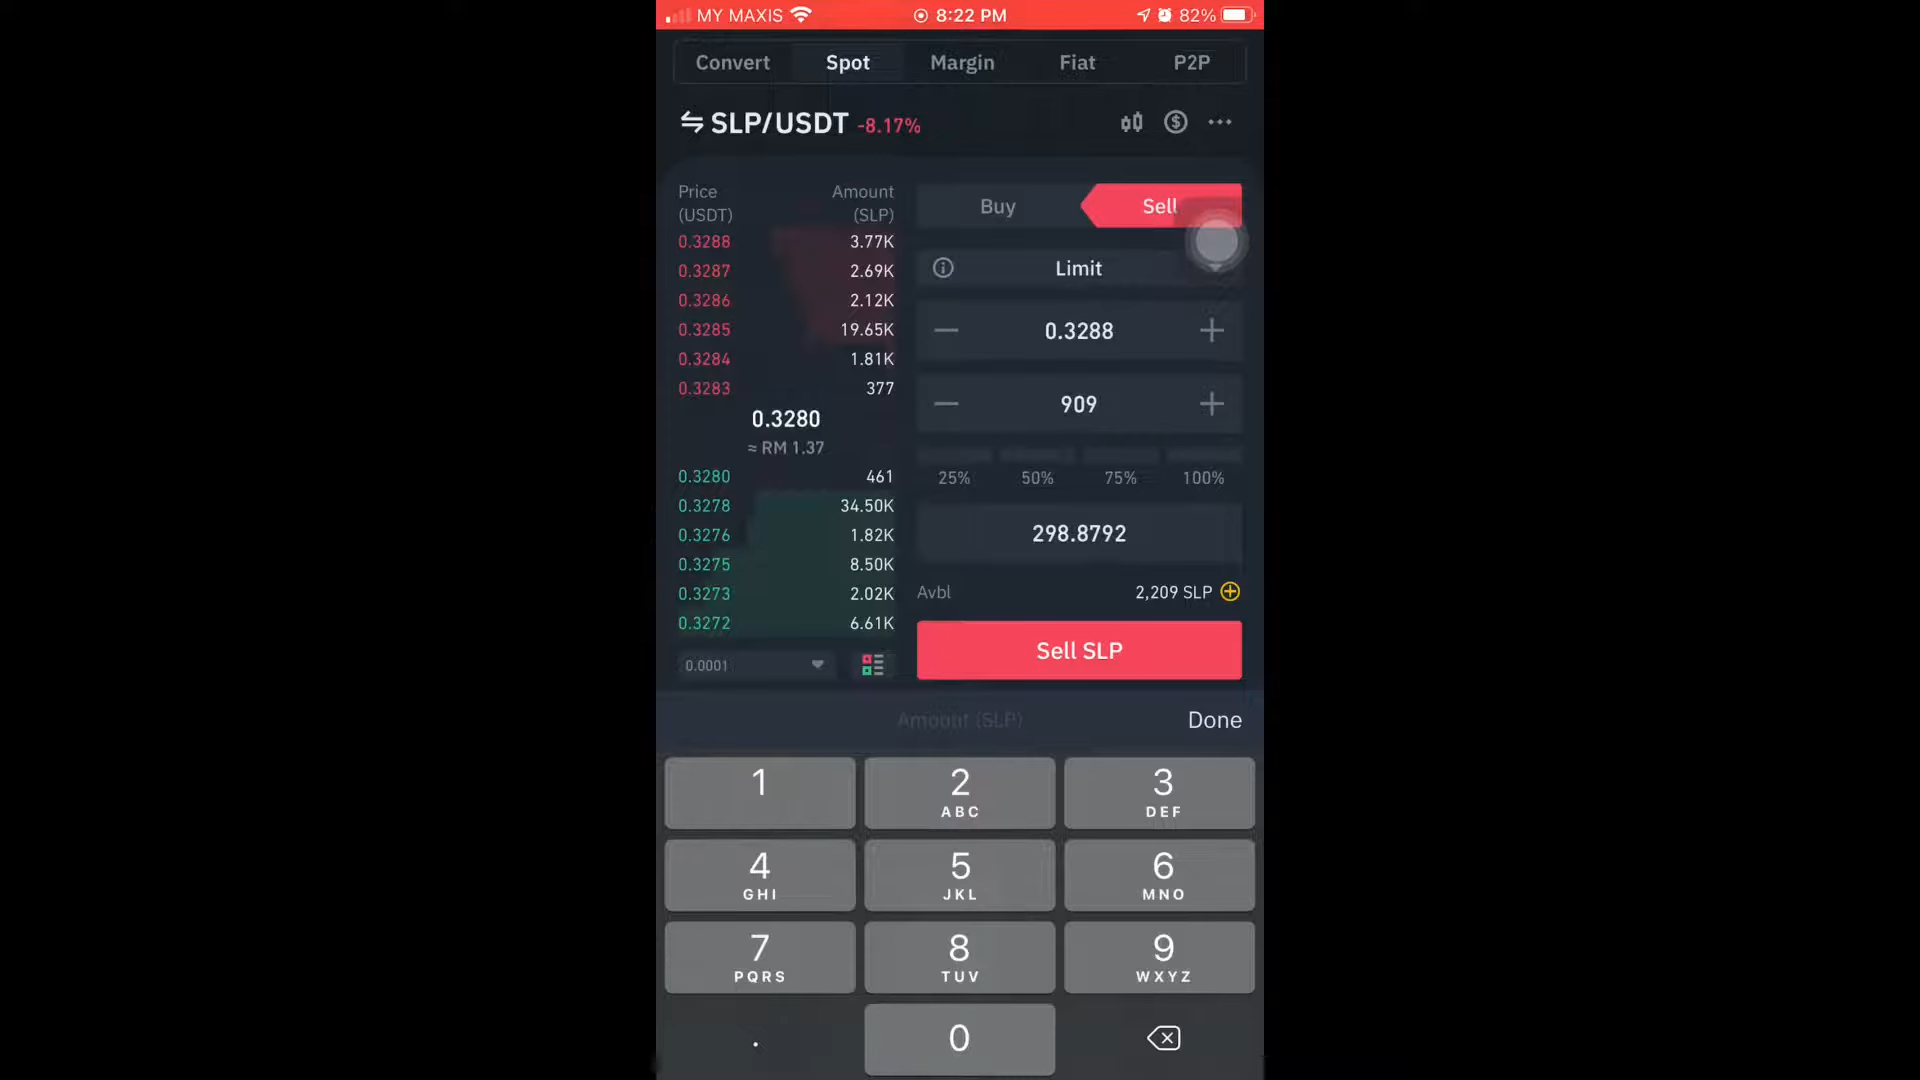 MY MAXIS 8:22 PM 82%
Convert Spot Margin Fiat P2P
SLP/USDT -8.17%
Price (USDT) Amount (SLP)
0.3288 3.77K
0.3287 2.69K
0.3286 2.12K
0.3285 19.65K
0.3284 1.81K
0.3283 377
0.3280
≈ RM 1.37
0.3280 461
0.3278 34.50K
0.3276 1.82K
0.3275 8.50K
0.3273 2.02K
0.3272 6.61K
0.0001
Buy Sell
Limit
0.3288
909
25% 50% 75% 100%
298.8792
Avbl 2,209 SLP
Sell SLP
Amount (SLP) Done
1 2 ABC 3 DEF
4 GHI 5 JKL 6 MNO
7 PQRS 8 TUV 9 WXYZ
. 0